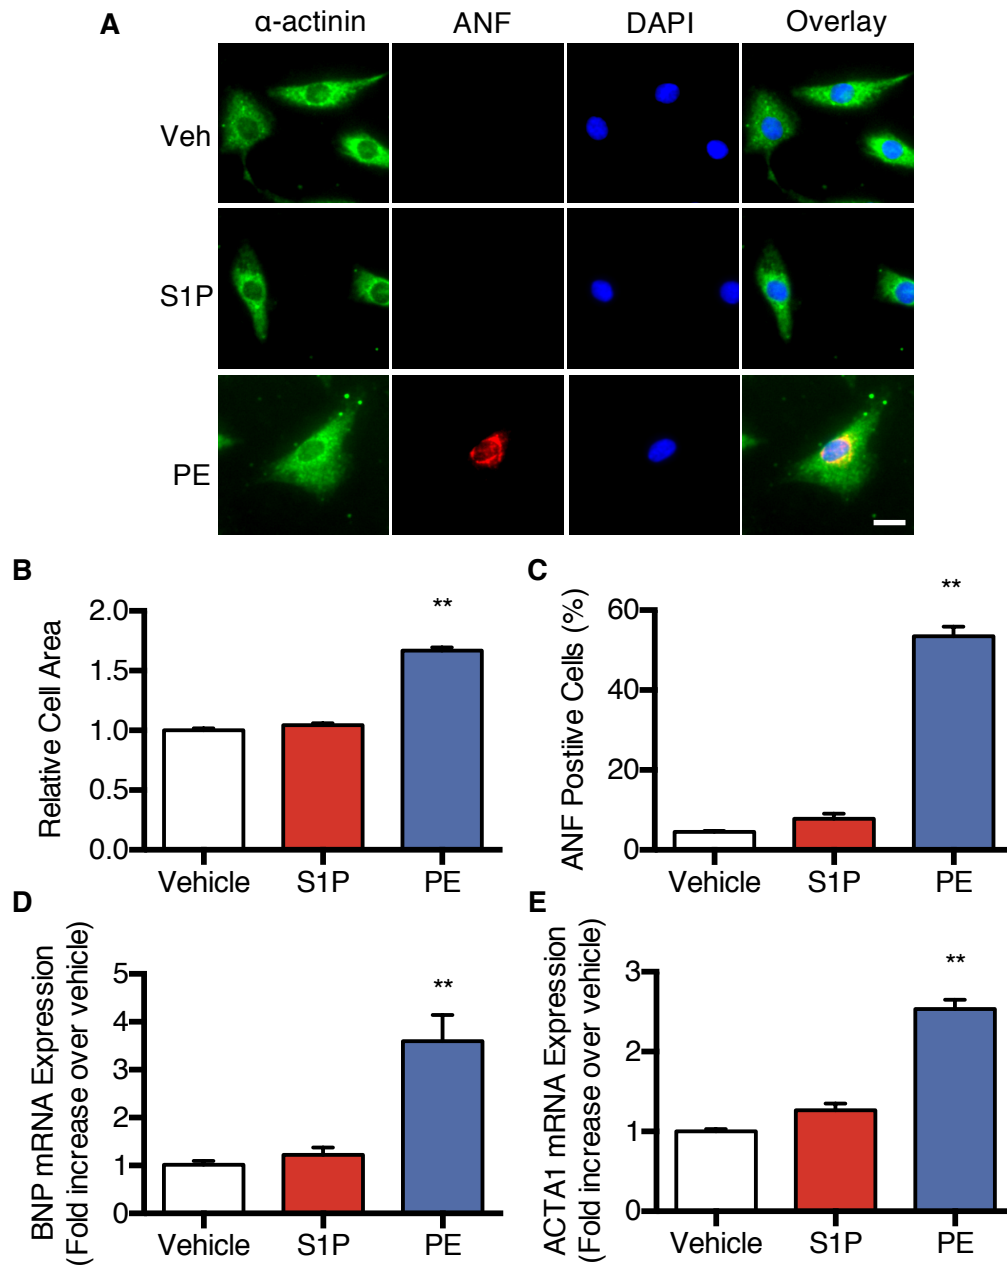 A
α-actinin
ANF
DAPI
Overlay
Veh
S1P
PE
B
Relative Cell Area
2.0
1.5
1.0
0.5
0.0
**
Vehicle
S1P
PE
C
ANF Postiive Cells (%)
60
40
20
0
**
Vehicle
S1P
PE
D
BNP mRNA Expression
(Fold increase over vehicle)
5
4
3
2
1
0
**
Vehicle
S1P
PE
E
ACTA1 mRNA Expression
(Fold increase over vehicle)
3
2
1
0
**
Vehicle
S1P
PE